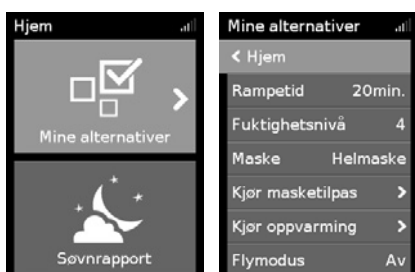 Hjem
Mine alternativer
Søvnrapport
Mine alternativer
< Hjem
Rampetid 20min.
Fuktighetsnivå 4
Maske Helmaske
Kjør masketilpas >
Kjør oppvarming >
Flymodus Av